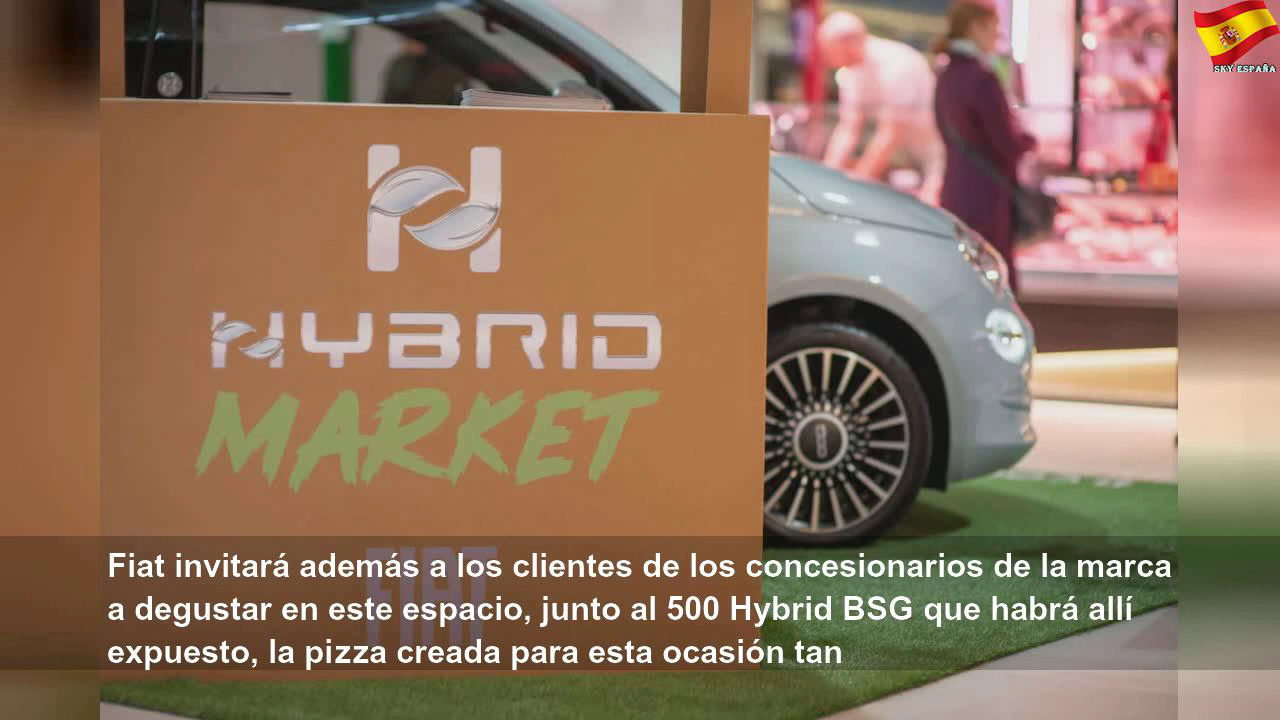 SKY ESPAÑA
H
HYBRID
MARKET
FIAT
Fiat invitará además a los clientes de los concesionarios de la marca
a degustar en este espacio, junto al 500 Hybrid BSG que habrá allí
expuesto, la pizza creada para esta ocasión tan